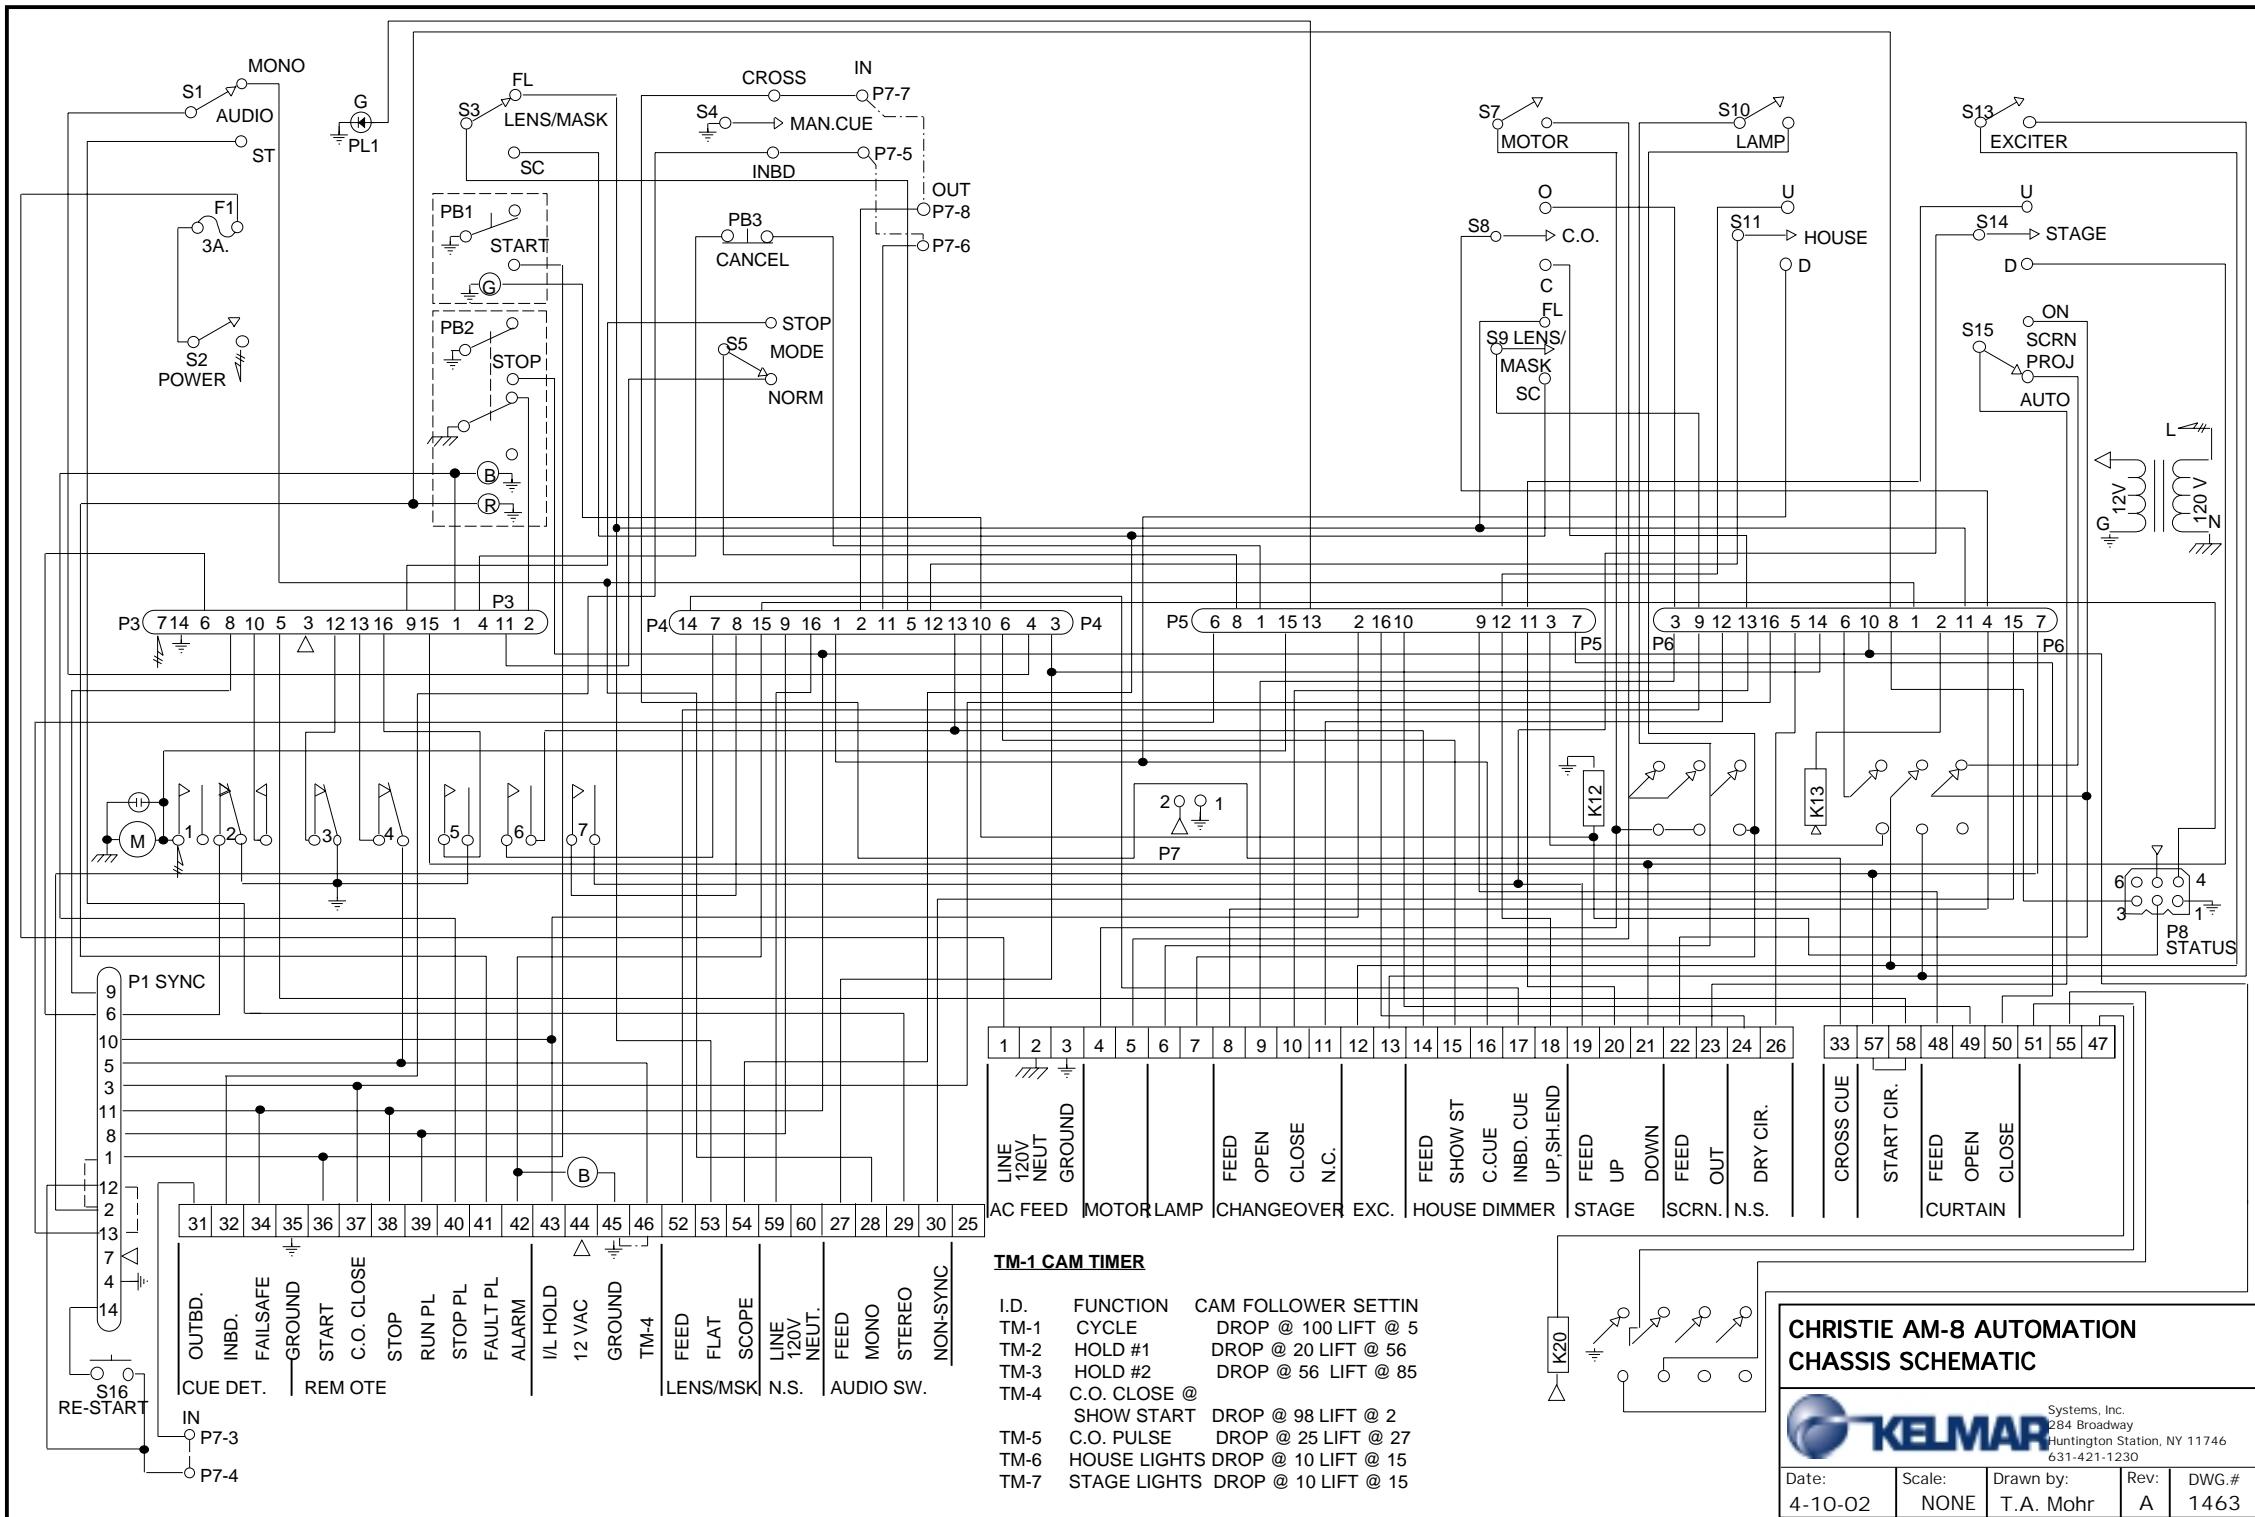 MONO
S1
AUDIO
ST
G
PL1
FL
S3
LENS/MASK
SC
CROSS
IN
P7-7
S4
MAN.CUE
P7-5
INBD
OUT
P7-8
P7-6
S7
MOTOR
S10
LAMP
S13
EXCITER
F1
3A.
S2
POWER
PB1
START
G
PB2
STOP
B
R
PB3
CANCEL
STOP
S5
MODE
NORM
O
S8
C.O.
C
FL
S9 LENS/
MASK
SC
U
S11
HOUSE
D
U
S14
STAGE
D
ON
S15
SCRN
PROJ
AUTO
L
12V
120 V
G
N
P3
P3 7 14 6 8 10 5 3 12 13 16 9 15 1 4 11 2
P4 14 7 8 15 9 16 1 2 11 5 12 13 10 6 4 3 P4
P5 6 8 1 15 13 2 16 10 9 12 11 3 7
P5
3 9 12 13 16 5 14 6 10 8 1 2 11 4 15 7
P6
P6
M
1
2
3
4
5
6
7
2 1
P7
K12
K13
6 4
3 1
P8
STATUS
P1 SYNC
9
6
10
5
3
11
8
1
12
2
13
7
4
14
S16
RE-START
IN
P7-3
P7-4
B
31 32 34 35 36 37 38 39 40 41 42 43 44 45 46 52 53 54 59 60 27 28 29 30 25
OUTBD.
INBD.
FAILSAFE
GROUND
START
C.O. CLOSE
STOP
RUN PL
STOP PL
FAULT PL
ALARM
I/L HOLD
12 VAC
GROUND
TM-4
FEED
FLAT
SCOPE
LINE
120V
NEUT.
FEED
MONO
STEREO
NON-SYNC
CUE DET.
REM OTE
LENS/MSK
N.S.
AUDIO SW.
1 2 3 4 5 6 7 8 9 10 11 12 13 14 15 16 17 18 19 20 21 22 23 24 26
33 57 58 48 49 50 51 55 47
LINE
120V
NEUT
GROUND
FEED
OPEN
CLOSE
N.C.
FEED
SHOW ST
C.CUE
INBD. CUE
UP,SH.END
FEED
UP
DOWN
FEED
OUT
DRY CIR.
CROSS CUE
START CIR.
FEED
OPEN
CLOSE
AC FEED
MOTOR
LAMP
CHANGEOVER
EXC.
HOUSE DIMMER
STAGE
SCRN.
N.S.
CURTAIN
TM-1 CAM TIMER
I.D. FUNCTION CAM FOLLOWER SETTIN
TM-1 CYCLE DROP @ 100 LIFT @ 5
TM-2 HOLD #1 DROP @ 20 LIFT @ 56
TM-3 HOLD #2 DROP @ 56 LIFT @ 85
TM-4 C.O. CLOSE @
SHOW START DROP @ 98 LIFT @ 2
TM-5 C.O. PULSE DROP @ 25 LIFT @ 27
TM-6 HOUSE LIGHTS DROP @ 10 LIFT @ 15
TM-7 STAGE LIGHTS DROP @ 10 LIFT @ 15
K20
CHRISTIE AM-8 AUTOMATION
CHASSIS SCHEMATIC
KELMAR
Systems, Inc.
284 Broadway
Huntington Station, NY 11746
631-421-1230
Date: Scale: Drawn by: Rev: DWG.#
4-10-02 NONE T.A. Mohr A 1463